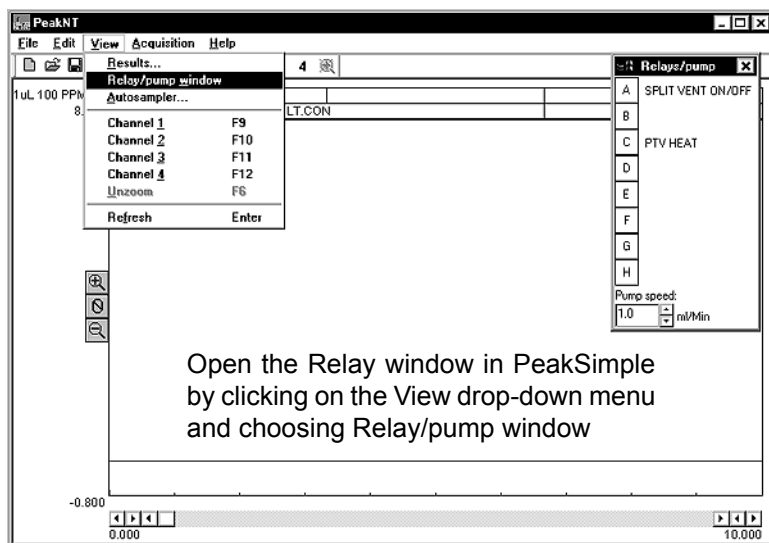 PeakNT
File Edit View Acquisition Help
Results...
Relay/pump window
Autosampler...
Channel 1 F9
Channel 2 F10
Channel 3 F11
Channel 4 F12
Unzoom F6
Refresh Enter
4
1uL 100 PPM
8.
LT.CON
Relays/pump
A SPLIT VENT ON/OFF
B
C PTV HEAT
D
E
F
G
H
Pump speed:
1.0 ml/Min
Open the Relay window in PeakSimple
by clicking on the View drop-down menu
and choosing Relay/pump window
-0.800
0.000 10.000